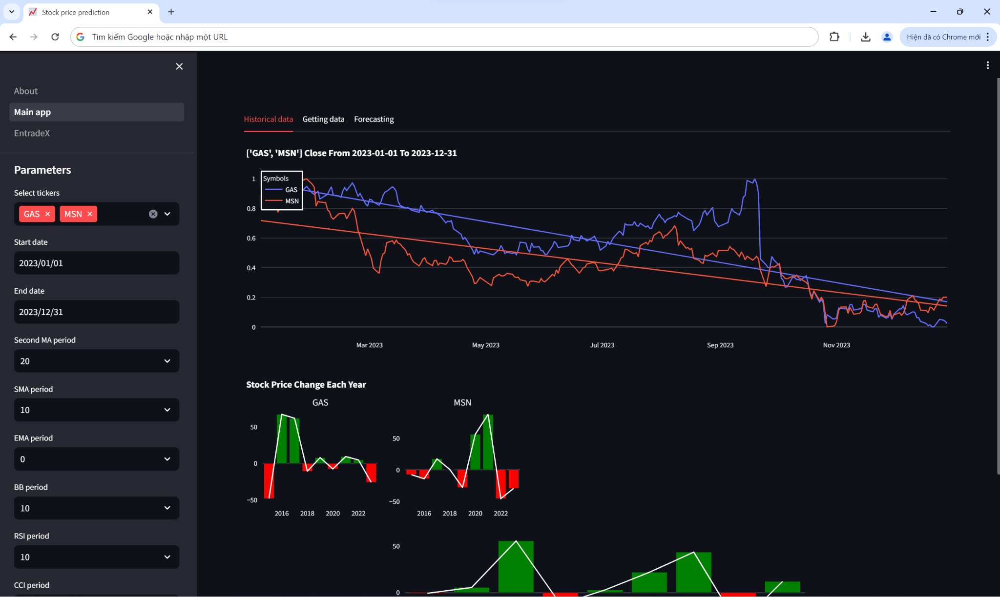 Stock price prediction
Tìm kiếm Google hoặc nhập một URL
Hiện đã có Chrome mới
About
Main app
EntradeX
Parameters
Select tickers
GAS
MSN
Start date
2023/01/01
End date
2023/12/31
Second MA period
20
SMA period
10
EMA period
0
BB period
10
RSI period
10
CCI period
Historical data Getting data Forecasting
['GAS', 'MSN'] Close From 2023-01-01 To 2023-12-31
Symbols
GAS
MSN
1
0.8
0.6
0.4
0.2
0
Mar 2023 May 2023 Jul 2023 Sep 2023 Nov 2023
Stock Price Change Each Year
GAS
50
0
−50
2016 2018 2020 2022
MSN
50
0
−50
2016 2018 2020 2022
50
0